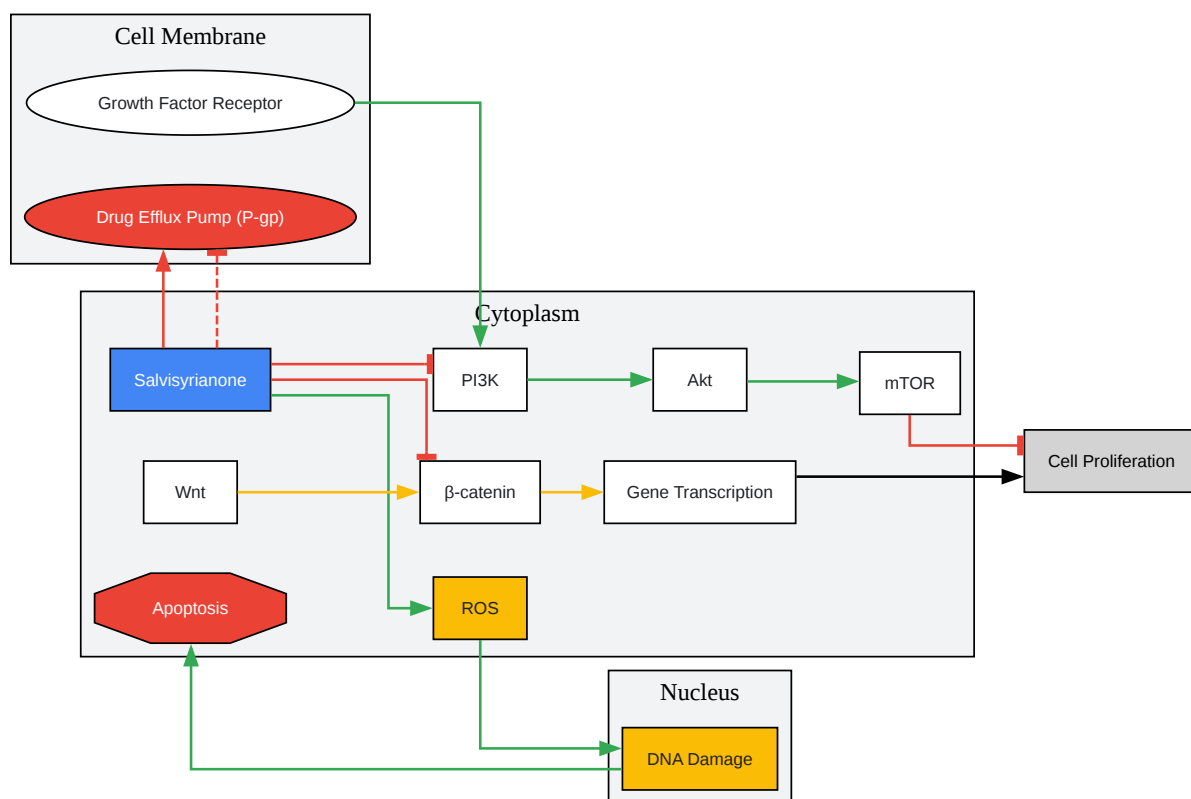 Cell Membrane
Growth Factor Receptor
Drug Efflux Pump (P-gp)
Cytoplasm
Salvisyrianone
PI3K
Akt
mTOR
Cell Proliferation
Wnt
β-catenin
Gene Transcription
Apoptosis
ROS
Nucleus
DNA Damage